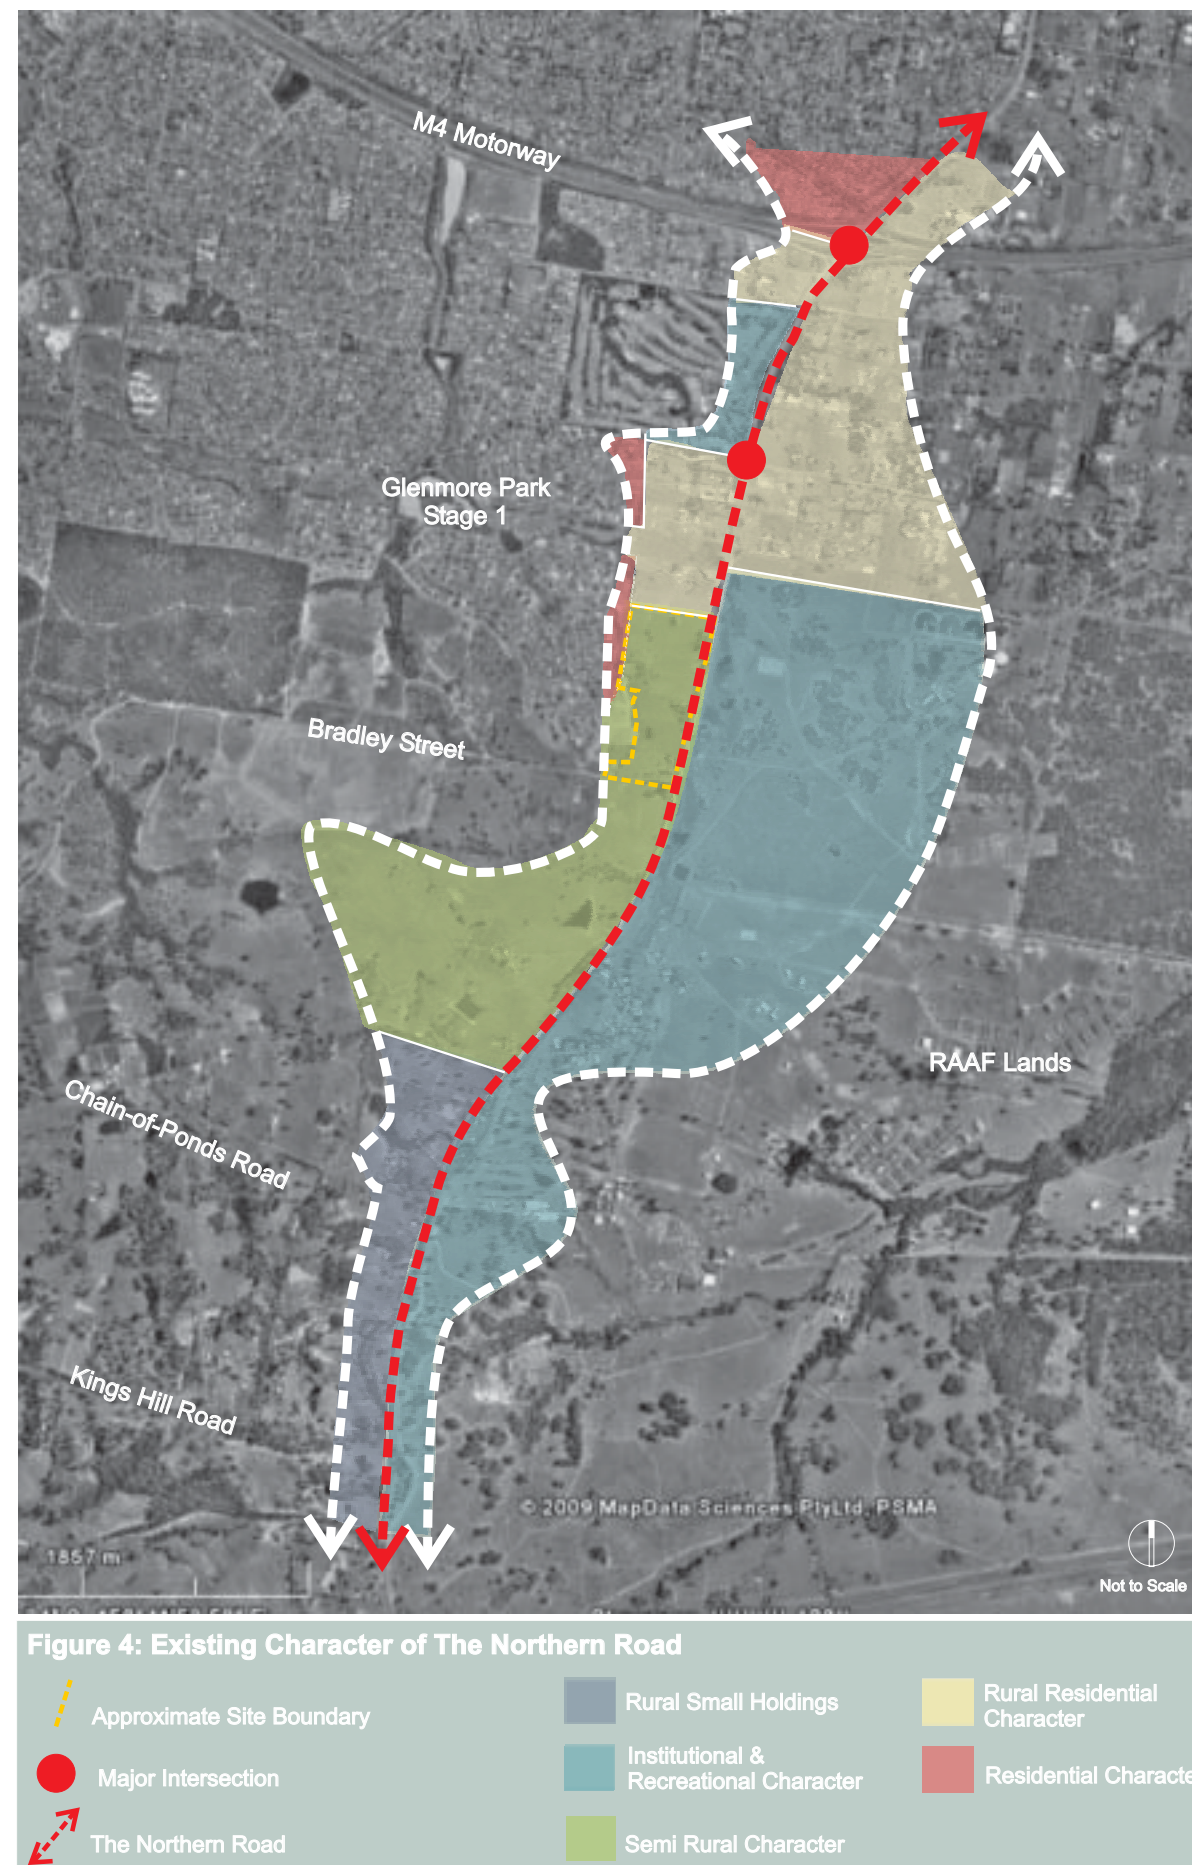 M4 Motorway
Glenmore Park
Stage 1
Bradley Street
RAAF Lands
Chain-of-Ponds Road
Kings Hill Road
© 2009 MapData Sciences PtyLtd, PSMA
1857 m
Not to Scale
Figure 4: Existing Character of The Northern Road
Approximate Site Boundary
Major Intersection
The Northern Road
Rural Small Holdings
Institutional &
Recreational Character
Semi Rural Character
Rural Residential
Character
Residential Characte